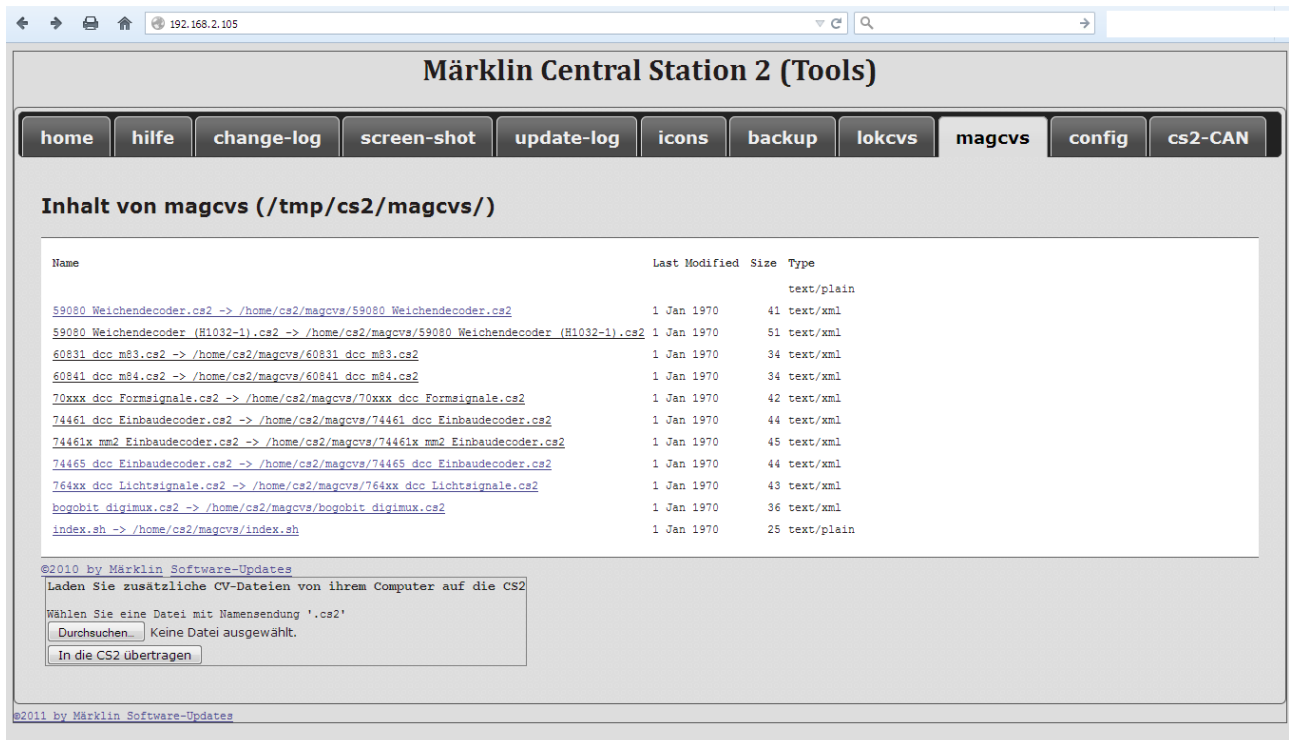 192.168.2.105
Märklin Central Station 2 (Tools)
home hilfe change-log screen-shot update-log icons backup lokcvs magcvs config cs2-CAN
Inhalt von magcvs (/tmp/cs2/magcvs/)
Name Last Modified Size Type
text/plain
59080 Weichendecoder.cs2 -> /home/cs2/magcvs/59080 Weichendecoder.cs2 1 Jan 1970 41 text/xml
59080 Weichendecoder (H1032-1).cs2 -> /home/cs2/magcvs/59080 Weichendecoder (H1032-1).cs2 1 Jan 1970 51 text/xml
60831 dcc m83.cs2 -> /home/cs2/magcvs/60831 dcc m83.cs2 1 Jan 1970 34 text/xml
60841 dcc m84.cs2 -> /home/cs2/magcvs/60841 dcc m84.cs2 1 Jan 1970 34 text/xml
70xxx dcc Formsignale.cs2 -> /home/cs2/magcvs/70xxx dcc Formsignale.cs2 1 Jan 1970 42 text/xml
74461 dcc Einbaudecoder.cs2 -> /home/cs2/magcvs/74461 dcc Einbaudecoder.cs2 1 Jan 1970 44 text/xml
74461x mm2 Einbaudecoder.cs2 -> /home/cs2/magcvs/74461x mm2 Einbaudecoder.cs2 1 Jan 1970 45 text/xml
74465 dcc Einbaudecoder.cs2 -> /home/cs2/magcvs/74465 dcc Einbaudecoder.cs2 1 Jan 1970 44 text/xml
764xx dcc Lichtsignale.cs2 -> /home/cs2/magcvs/764xx dcc Lichtsignale.cs2 1 Jan 1970 43 text/xml
bogobit digimux.cs2 -> /home/cs2/magcvs/bogobit digimux.cs2 1 Jan 1970 36 text/xml
index.sh -> /home/cs2/magcvs/index.sh 1 Jan 1970 25 text/plain
©2010 by Märklin Software-Updates
Laden Sie zusätzliche CV-Dateien von ihrem Computer auf die CS2
Wählen Sie eine Datei mit Namensendung '.cs2'
Durchsuchen... Keine Datei ausgewählt.
In die CS2 übertragen
©2011 by Märklin Software-Updates